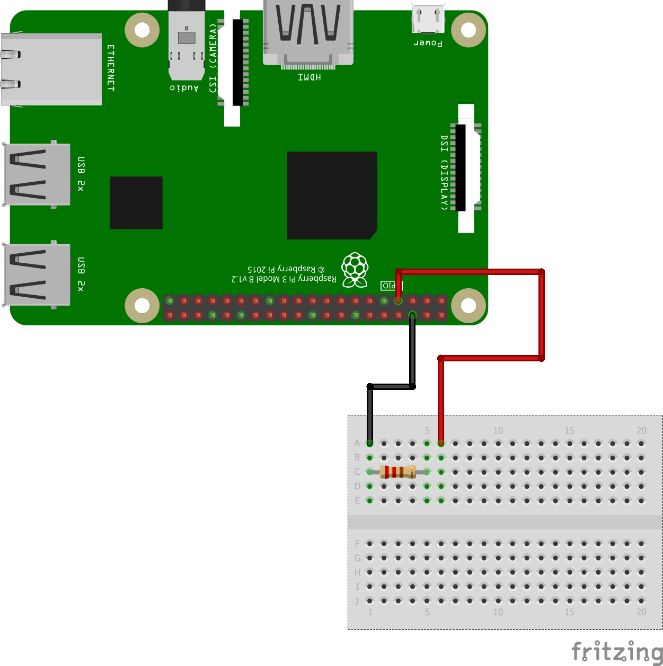 ETHERNET
Audio
CSI (CAMERA)
HDMI
Power
USB 2x
DSI (DISPLAY)
USB 2x
Raspberry Pi 3 Model B v1.2
© Raspberry Pi 2015
GPIO
5 10 15 20
A
B
C
D
E
F
G
H
I
J
1 5 10 15 20
fritzing